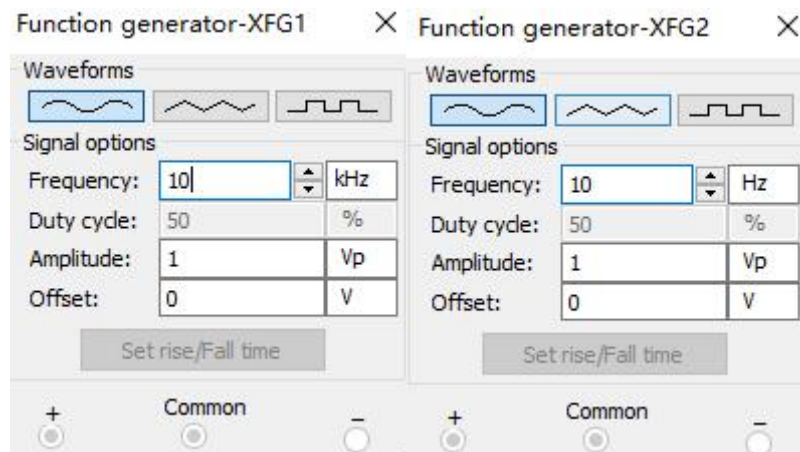 Function generator-XFG1 ×
Waveforms
Signal options
Frequency: 10 kHz
Duty cycle: 50 %
Amplitude: 1 Vp
Offset: 0 V
Set rise/Fall time
+ Common −
Function generator-XFG2 ×
Waveforms
Signal options
Frequency: 10 Hz
Duty cycle: 50 %
Amplitude: 1 Vp
Offset: 0 V
Set rise/Fall time
+ Common −